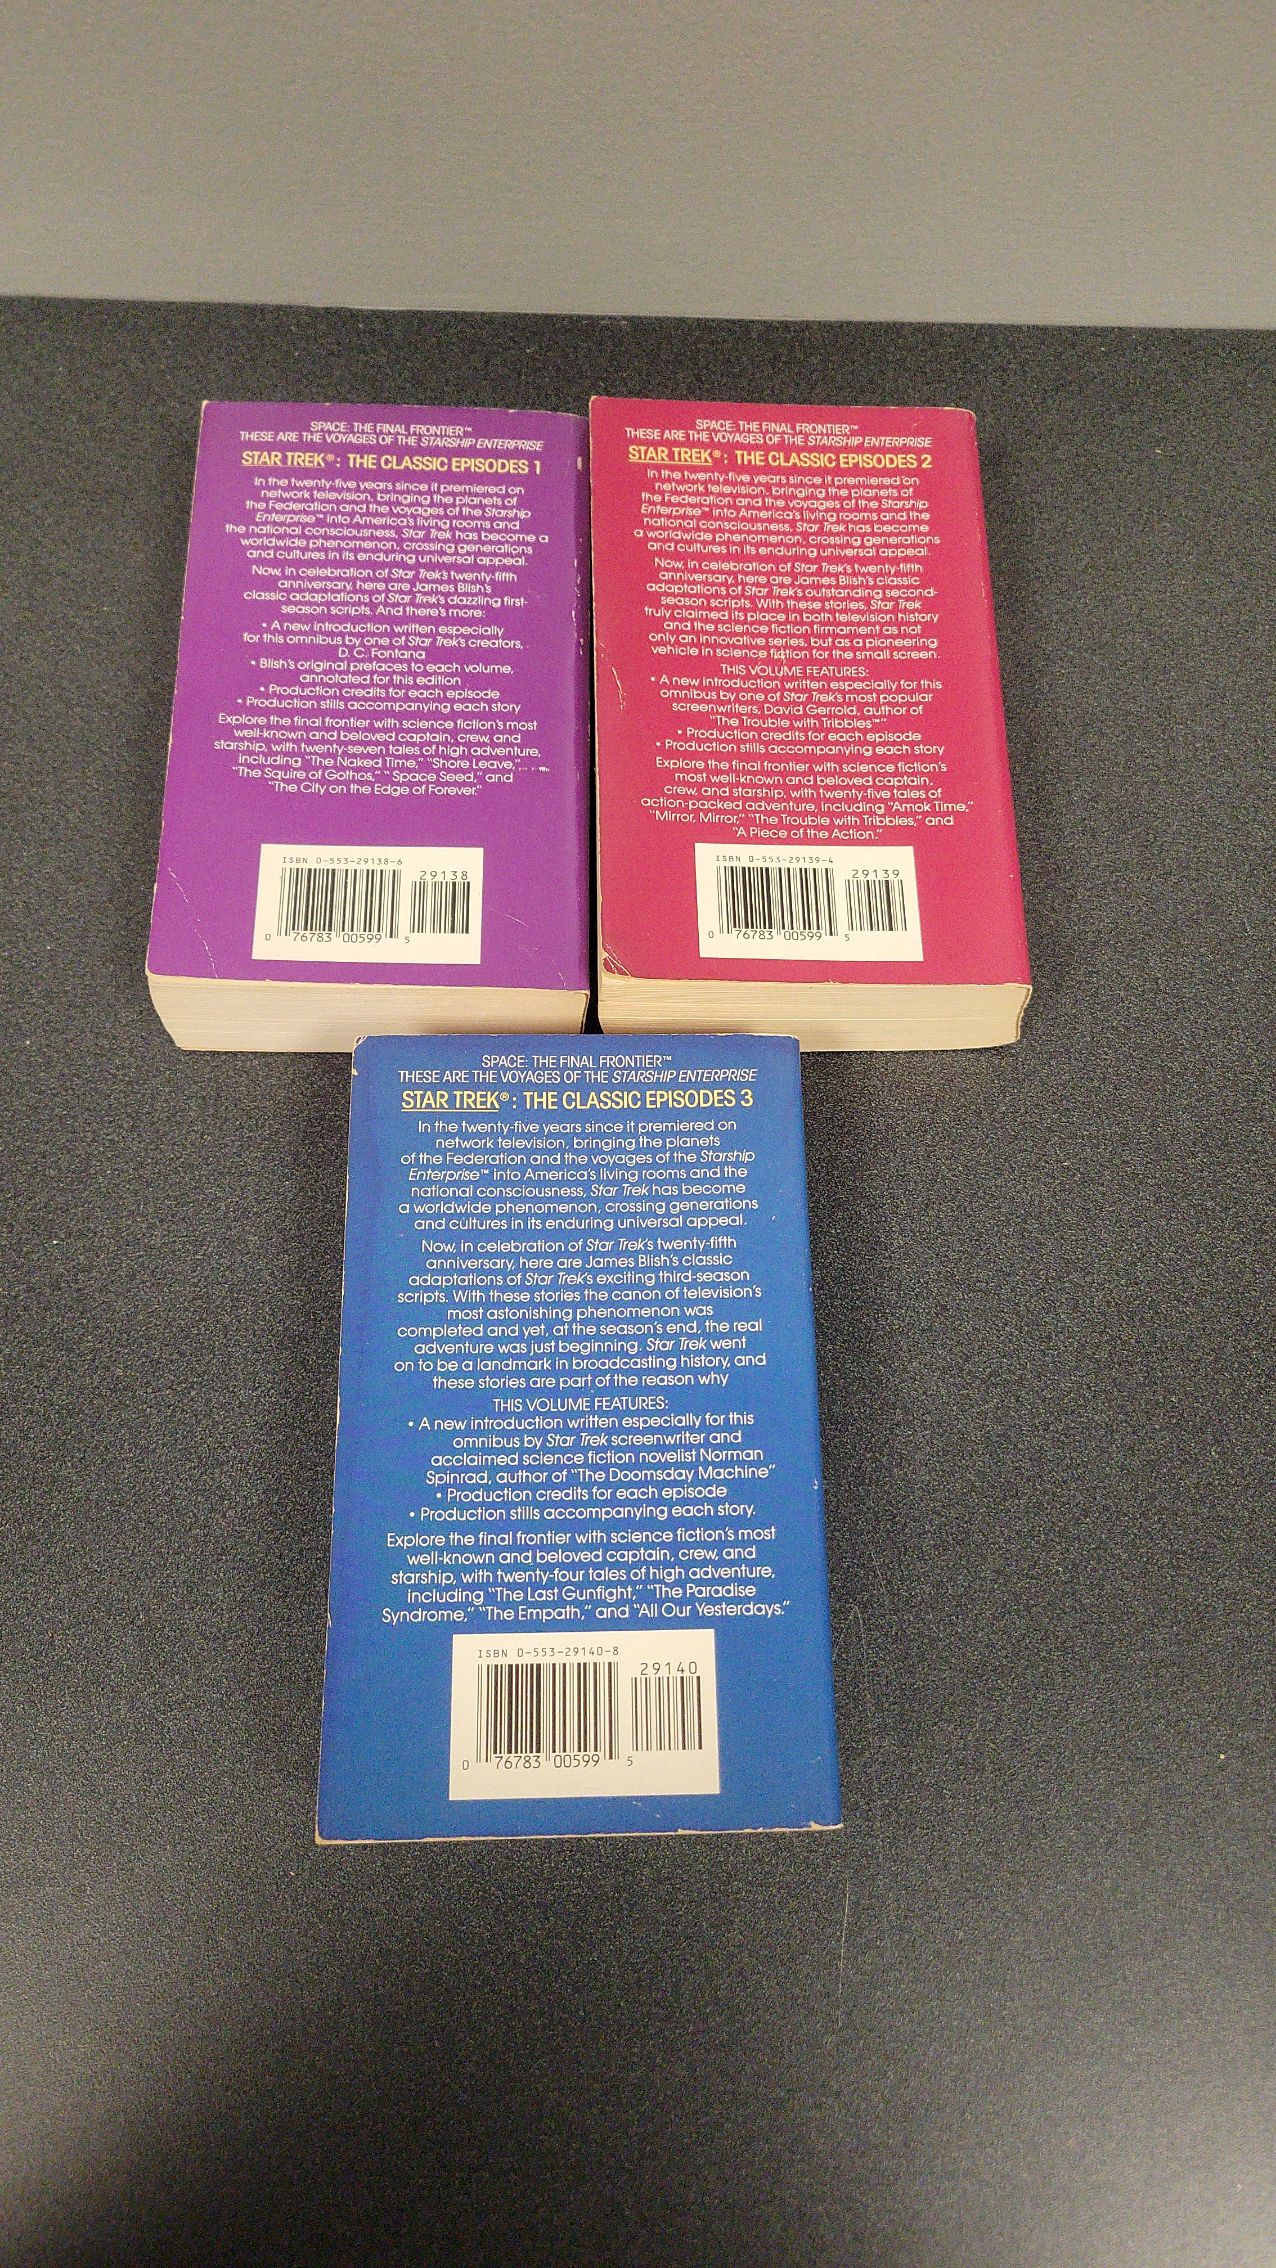 SPACE: THE FINAL FRONTIER™
THESE ARE THE VOYAGES OF THE STARSHIP ENTERPRISE
STAR TREK®: THE CLASSIC EPISODES 1
In the twenty-five years since it premiered on
network television, bringing the planets of
the Federation and the voyages of the Starship
Enterprise™ into America's living rooms and
the national consciousness, Star Trek has become a
worldwide phenomenon, crossing generations
and cultures in its enduring universal appeal.
Now, in celebration of Star Trek's twenty-fifth
anniversary, here are James Blish's
classic adaptations of Star Trek's dazzling first-
season scripts. And there's more:
• A new introduction written especially
for this omnibus by one of Star Trek's creators,
D. C. Fontana
• Blish's original prefaces to each volume,
annotated for this edition
• Production credits for each episode
• Production stills accompanying each story
Explore the final frontier with science fiction's most
well-known and beloved captain, crew, and
starship, with twenty-seven tales of high adventure,
including "The Naked Time," "Shore Leave,"
"The Squire of Gothos," "Space Seed," and
"The City on the Edge of Forever."
ISBN 0-553-29138-6
29138
0 76783 00599 5
SPACE: THE FINAL FRONTIER™
THESE ARE THE VOYAGES OF THE STARSHIP ENTERPRISE
STAR TREK®: THE CLASSIC EPISODES 2
In the twenty-five years since it premiered on
network television, bringing the planets of
the Federation and the voyages of the Starship
Enterprise™ into America's living rooms and the
national consciousness, Star Trek has become
a worldwide phenomenon, crossing generations
and cultures in its enduring universal appeal.
Now, in celebration of Star Trek's twenty-fifth
anniversary, here are James Blish's classic
adaptations of Star Trek's outstanding second-
season scripts. With these stories, Star Trek
truly claimed its place in both television history
and the science fiction firmament as not
only an innovative series, but as a pioneering
vehicle in science fiction for the small screen.
THIS VOLUME FEATURES:
• A new introduction written especially for this
omnibus by one of Star Trek's most popular
screenwriters, David Gerrold, author of
"The Trouble with Tribbles™"
• Production credits for each episode
• Production stills accompanying each story
Explore the final frontier with science fiction's
most well-known and beloved captain,
crew, and starship, with twenty-five tales of
action-packed adventure, including "Amok Time,"
"Mirror, Mirror," "The Trouble with Tribbles," and
"A Piece of the Action."
ISBN 0-553-29139-4
29139
0 76783 00599 5
SPACE: THE FINAL FRONTIER™
THESE ARE THE VOYAGES OF THE STARSHIP ENTERPRISE
STAR TREK®: THE CLASSIC EPISODES 3
In the twenty-five years since it premiered on
network television, bringing the planets
of the Federation and the voyages of the Starship
Enterprise™ into America's living rooms and the
national consciousness, Star Trek has become
a worldwide phenomenon, crossing generations
and cultures in its enduring universal appeal.
Now, in celebration of Star Trek's twenty-fifth
anniversary, here are James Blish's classic
adaptations of Star Trek's exciting third-season
scripts. With these stories the canon of television's
most astonishing phenomenon was
completed and yet, at the season's end, the real
adventure was just beginning. Star Trek went
on to be a landmark in broadcasting history, and
these stories are part of the reason why
THIS VOLUME FEATURES:
• A new introduction written especially for this
omnibus by Star Trek screenwriter and
acclaimed science fiction novelist Norman
Spinrad, author of "The Doomsday Machine"
• Production credits for each episode
• Production stills accompanying each story.
Explore the final frontier with science fiction's most
well-known and beloved captain, crew, and
starship, with twenty-four tales of high adventure,
including "The Last Gunfight," "The Paradise
Syndrome," "The Empath," and "All Our Yesterdays."
ISBN 0-553-29140-8
29140
0 76783 00599 5